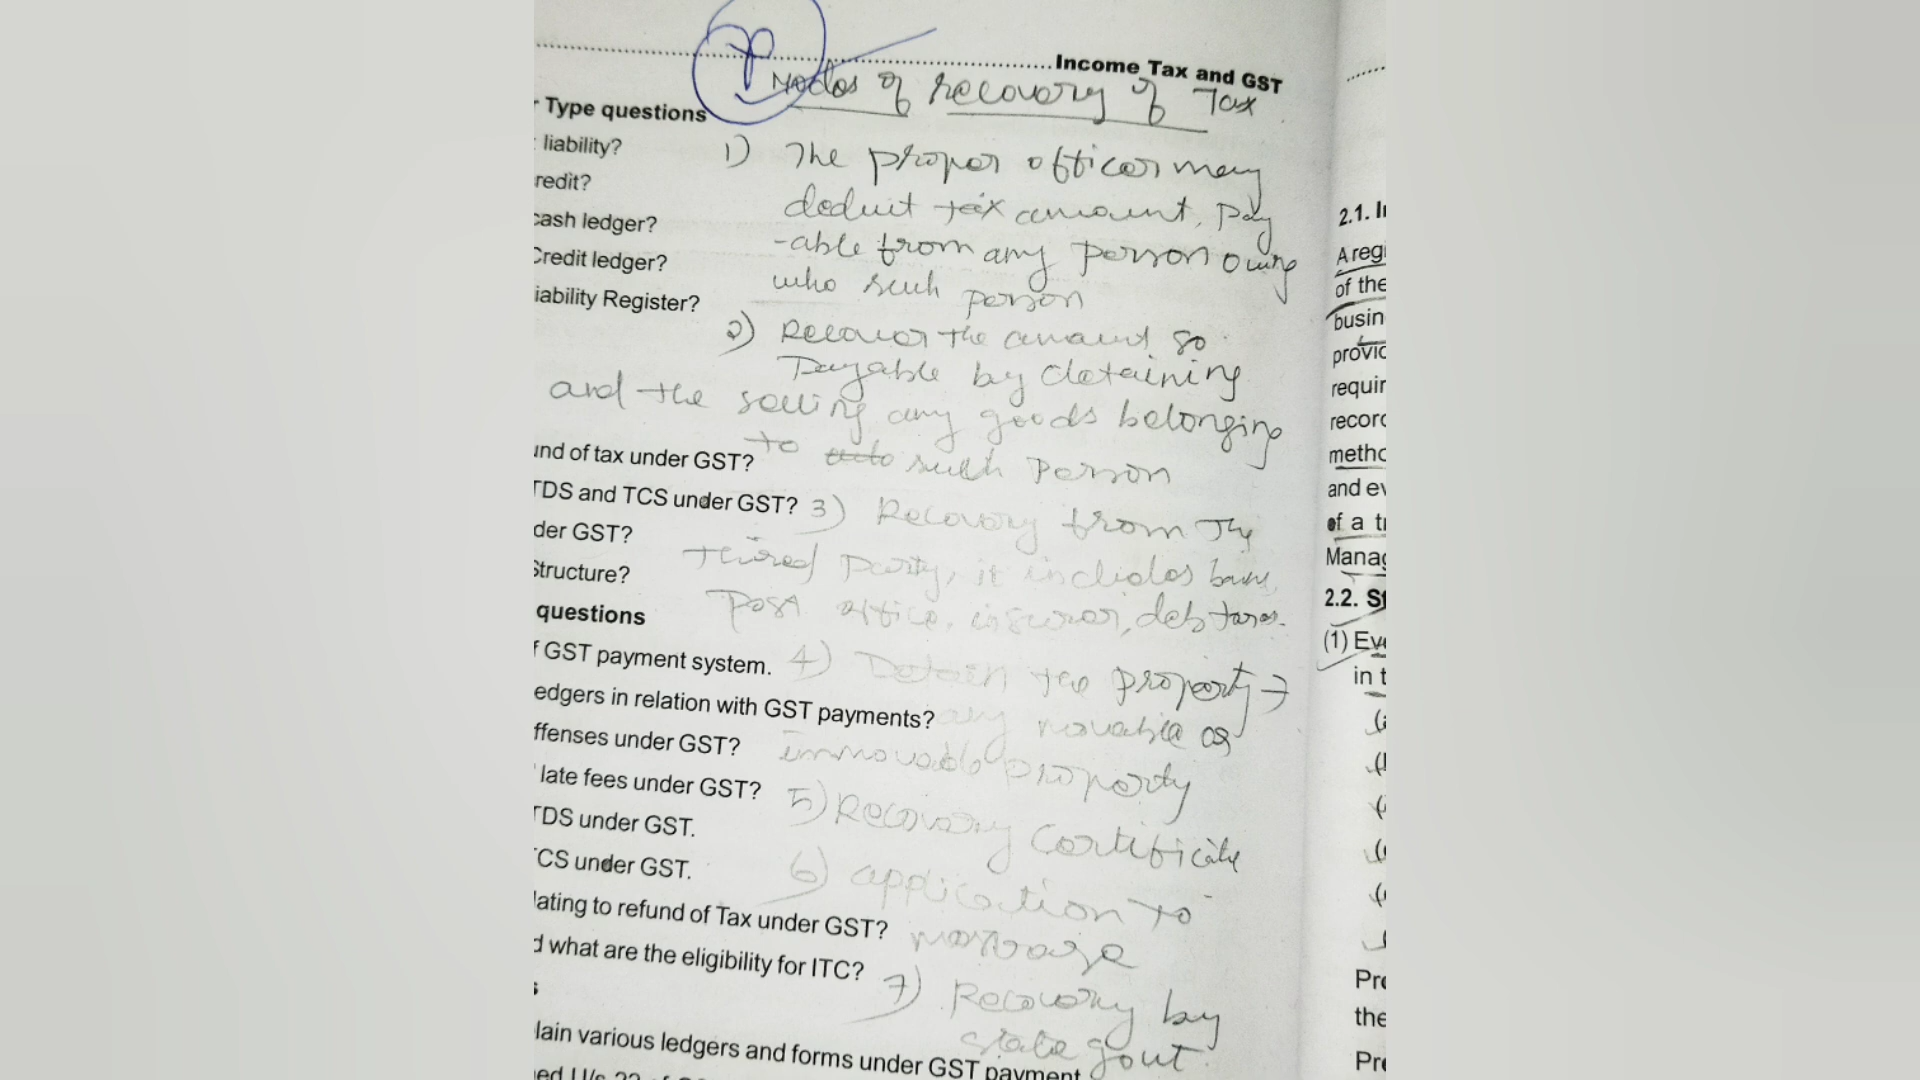 Income Tax and GST
Modes of recovery of Tax
Type questions
liability?
redit?
cash ledger?
Credit ledger?
iability Register?
1) The proper officer may
deduit tax amount, pay
-able from any person owing
who such person
2) Recover the amount so
Payable by detaining
and the selling any goods belonging
to such person
und of tax under GST?
TDS and TCS under GST?
3) Recovery from The
der GST?
thired party, it includes bank,
Structure?
Post office, insurer, debtors.
questions
f GST payment system.
4) Detain the property →
edgers in relation with GST payments?
any movable or
ffenses under GST?
immovable property
late fees under GST?
5) Recovery Certificate
TDS under GST.
CS under GST.
6) application to
lating to refund of Tax under GST?
d what are the eligibility for ITC?
7) Recovery by
state govt
lain various ledgers and forms under GST payment
2.1. I
A reg
of the
busin
provic
requir
recorc
metho
and ev
of a t
Manag
2.2. S
(1) Eve
in t
Pro
the
Pre